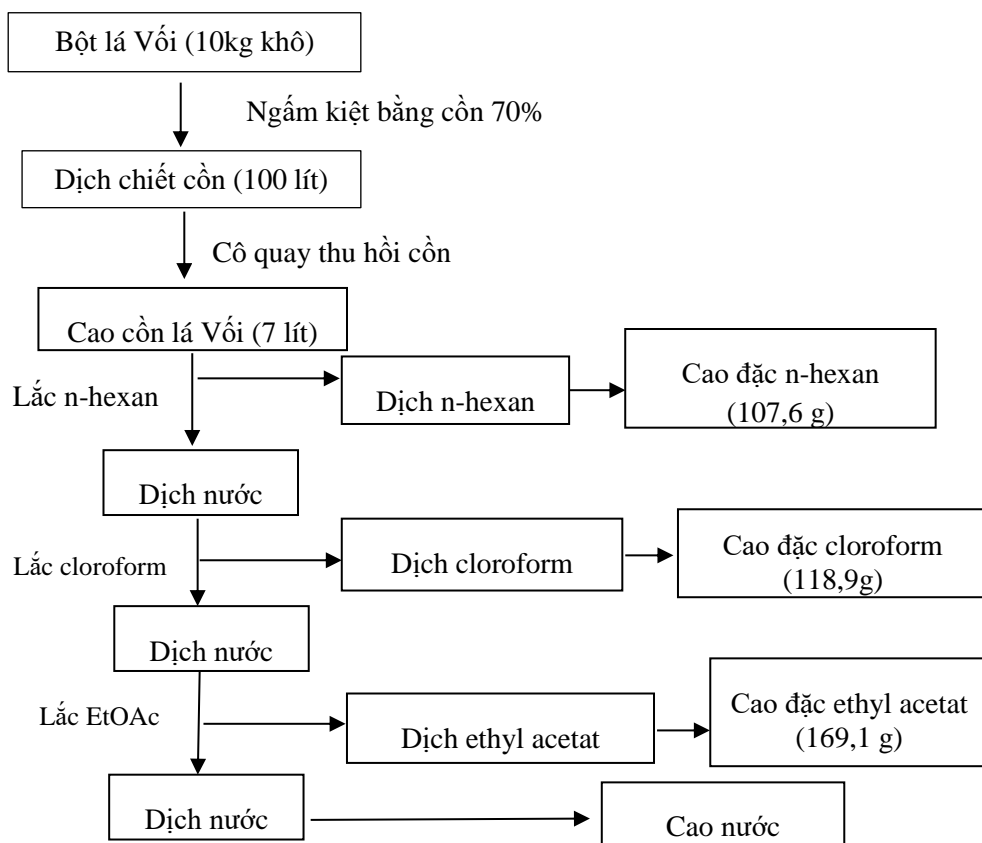 Bột lá Vối (10kg khô)
Ngấm kiệt bằng cồn 70%
Dịch chiết cồn (100 lít)
Cô quay thu hồi cồn
Cao cồn lá Vối (7 lít)
Lắc n-hexan
Dịch n-hexan
Cao đặc n-hexan
(107,6 g)
Dịch nước
Lắc cloroform
Dịch cloroform
Cao đặc cloroform
(118,9g)
Dịch nước
Lắc EtOAc
Dịch ethyl acetat
Cao đặc ethyl acetat
(169,1 g)
Dịch nước
Cao nước